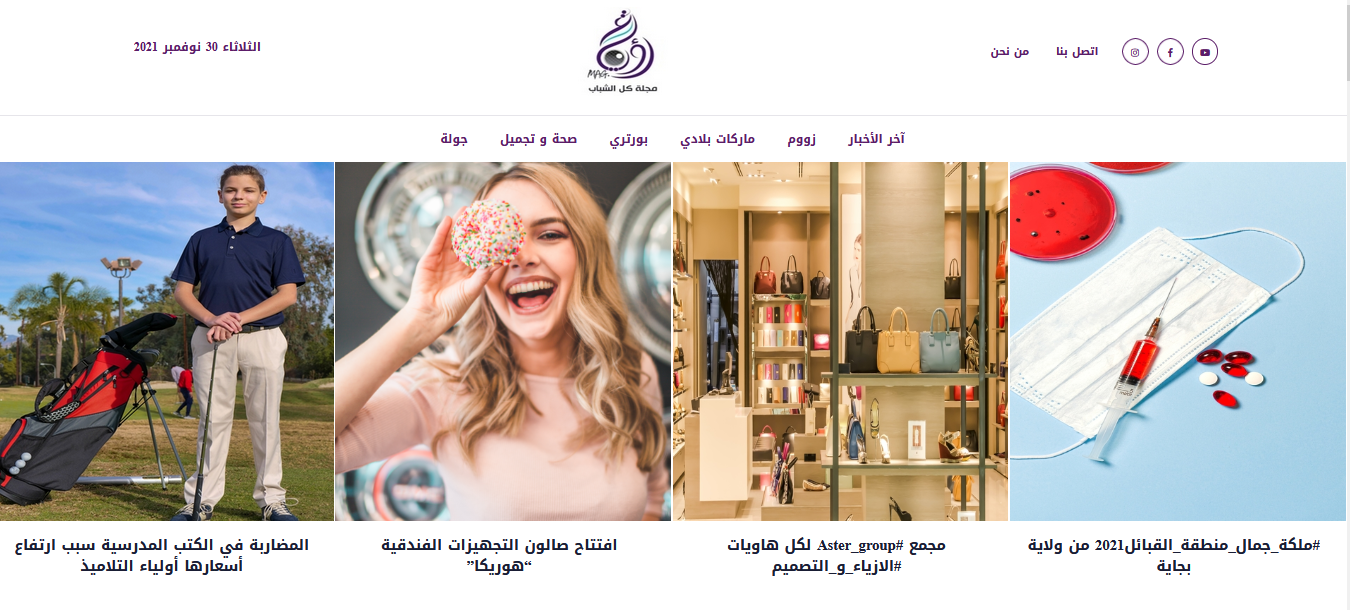 اتصل بنا
من نحن
MAG.
مجلة كل الشباب
الثلاثاء 30 نوفمبر 2021
آخر الأخبار
زووم
ماركات بلادي
بورتري
صحة و تجميل
جولة
#ملكة_جمال_منطقة_القبائل2021 من ولاية
بجاية
مجمع #Aster_group لكل هاويات
#الازياء_و_التصميم
افتتاح صالون التجهيزات الفندقية
“هوريكا”
المضاربة في الكتب المدرسية سبب ارتفاع
أسعارها أولياء التلاميذ